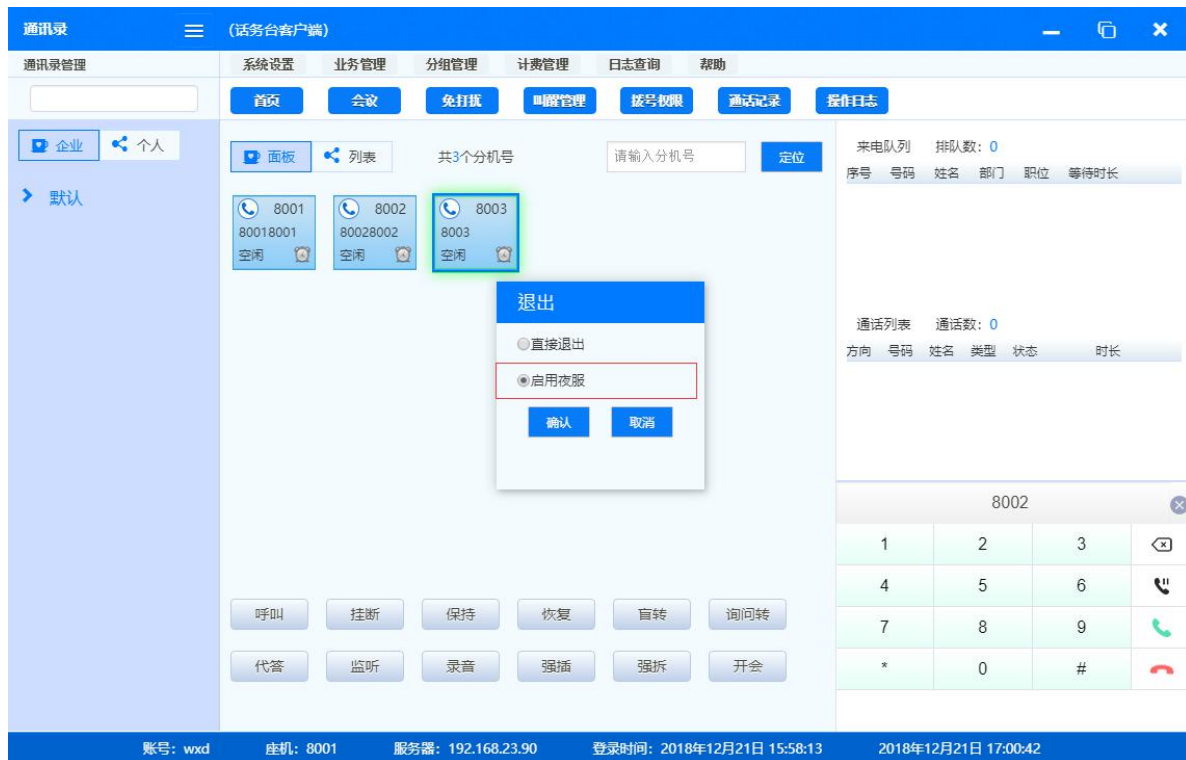 通讯录 (话务台客户端)
通讯录管理 系统设置 业务管理 分组管理 计费管理 日志查询 帮助
首页 会议 免打扰 叫醒管理 拨号权限 通话记录 操作日志
企业 个人
默认
面板 列表 共3个分机号 请输入分机号 定位
8001
80018001
空闲
8002
80028002
空闲
8003
8003
空闲
退出
直接退出
启用夜服
确认 取消
呼叫 挂断 保持 恢复 盲转 询问转
代答 监听 录音 强插 强拆 开会
来电队列 排队数: 0
序号 号码 姓名 部门 职位 等待时长
通话列表 通话数: 0
方向 号码 姓名 类型 状态 时长
8002
1 2 3
4 5 6
7 8 9
* 0 #
账号: wxd 座机: 8001 服务器: 192.168.23.90 登录时间: 2018年12月21日 15:58:13 2018年12月21日 17:00:42